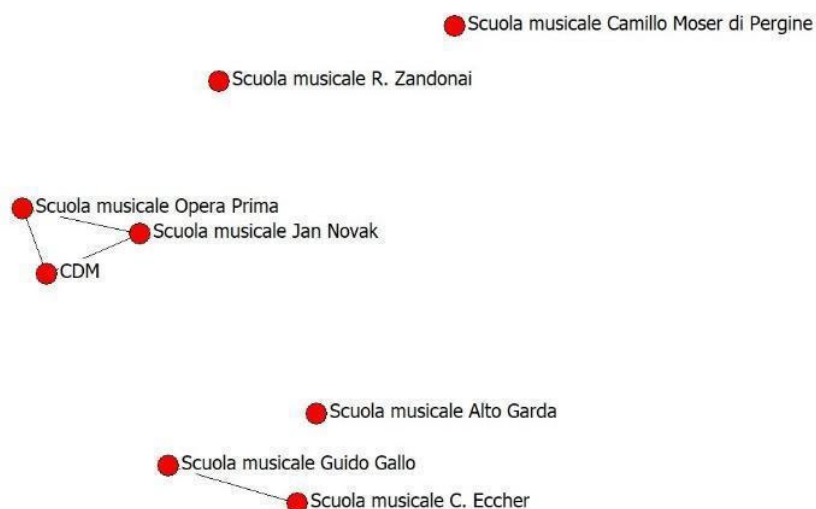 Scuola musicale Camillo Moser di Pergine
Scuola musicale R. Zandonai
Scuola musicale Opera Prima
Scuola musicale Jan Novak
CDM
Scuola musicale Alto Garda
Scuola musicale Guido Gallo
Scuola musicale C. Eccher